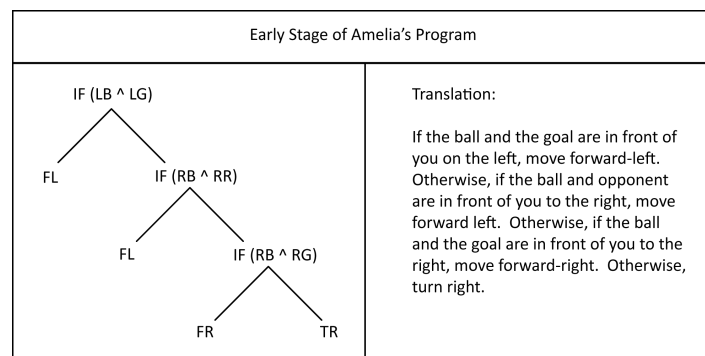 Early Stage of Amelia's Program
IF (LB ^ LG)
FL
IF (RB ^ RR)
FL
IF (RB ^ RG)
FR
TR
Translation:
If the ball and the goal are in front of
you on the left, move forward-left.
Otherwise, if the ball and opponent
are in front of you to the right, move
forward left. Otherwise, if the ball
and the goal are in front of you to the
right, move forward-right. Otherwise,
turn right.